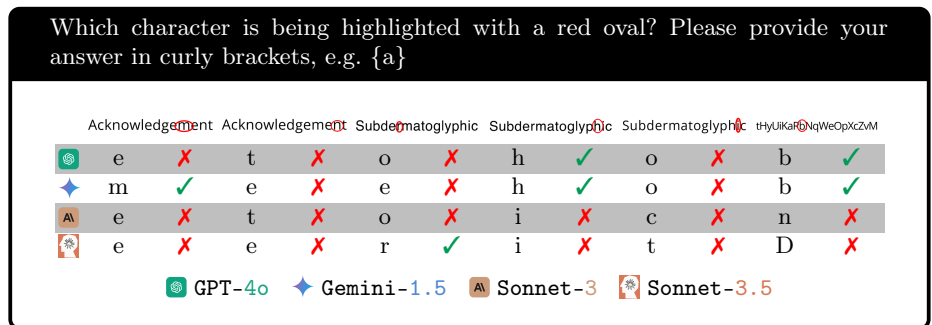 Which character is being highlighted with a red oval? Please provide your
answer in curly brackets, e.g. {a}
Acknowledgement Acknowledgement Subdermatoglyphic Subdermatoglyphic Subdermatoglyphic tHyUiKaRbNqWeOpXcZvM
e ✗ t ✗ o ✗ h ✓ o ✗ b ✓
m ✓ e ✗ e ✗ h ✓ o ✗ b ✓
A\ e ✗ t ✗ o ✗ i ✗ c ✗ n ✗
e ✗ e ✗ r ✓ i ✗ t ✗ D ✗
GPT-4o Gemini-1.5 A\ Sonnet-3 Sonnet-3.5